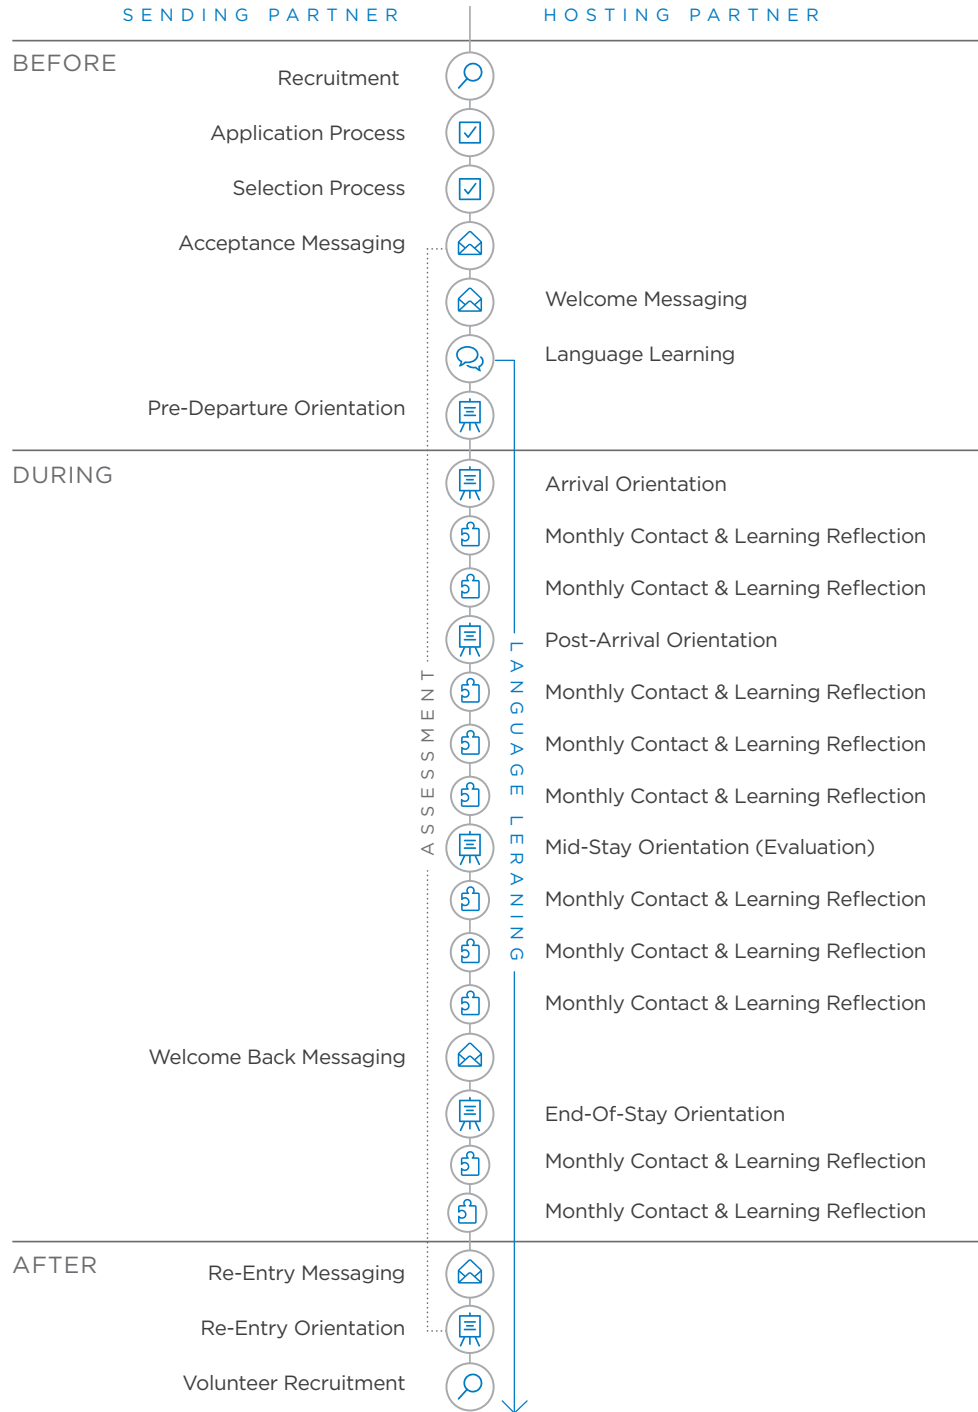 SENDING PARTNER
HOSTING PARTNER
BEFORE
Recruitment
Application Process
Selection Process
Acceptance Messaging
Welcome Messaging
Language Learning
Pre-Departure Orientation
DURING
Arrival Orientation
Monthly Contact & Learning Reflection
Monthly Contact & Learning Reflection
Post-Arrival Orientation
Monthly Contact & Learning Reflection
Monthly Contact & Learning Reflection
Monthly Contact & Learning Reflection
Mid-Stay Orientation (Evaluation)
Monthly Contact & Learning Reflection
Monthly Contact & Learning Reflection
Monthly Contact & Learning Reflection
ASSESSMENT
LANGUAGE LERANING
Welcome Back Messaging
End-Of-Stay Orientation
Monthly Contact & Learning Reflection
Monthly Contact & Learning Reflection
AFTER
Re-Entry Messaging
Re-Entry Orientation
Volunteer Recruitment